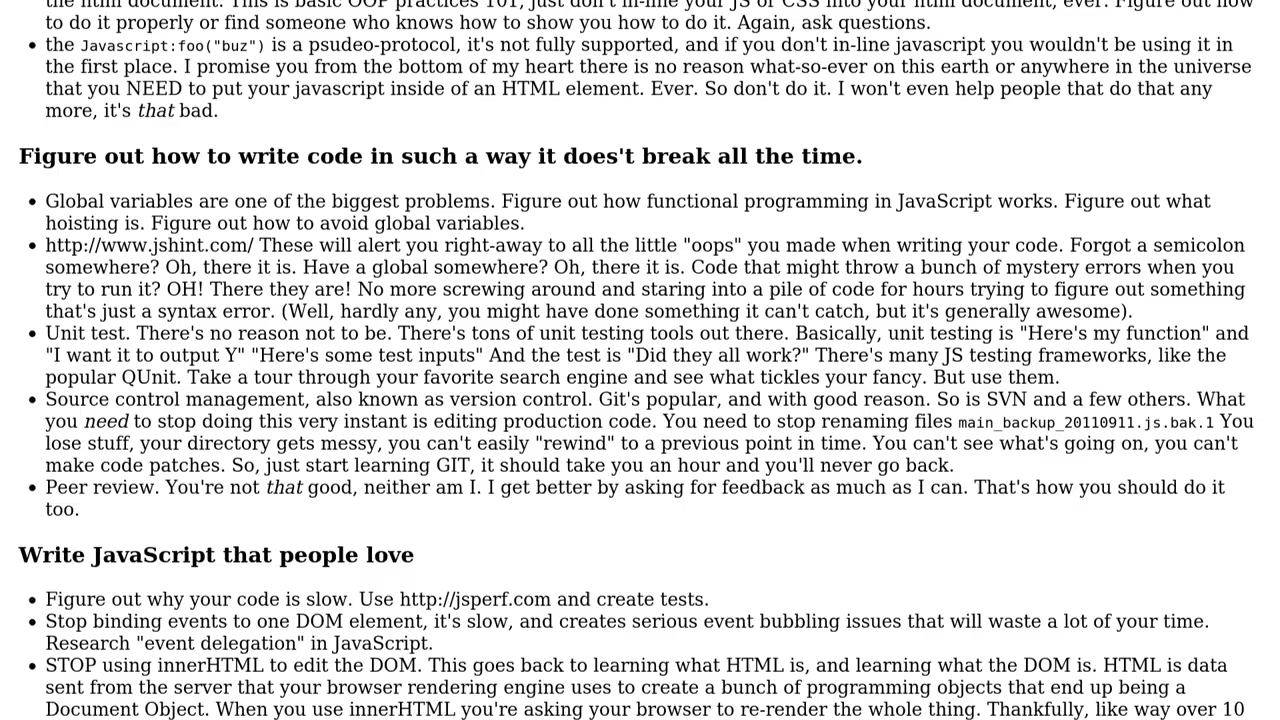 the html document. This is basic OOP practices 101, just don't in-line your JS or CSS into your html document, ever. Figure out how
to do it properly or find someone who knows how to show you how to do it. Again, ask questions.
• the Javascript:foo("buz") is a psudeo-protocol, it's not fully supported, and if you don't in-line javascript you wouldn't be using it in
the first place. I promise you from the bottom of my heart there is no reason what-so-ever on this earth or anywhere in the universe
that you NEED to put your javascript inside of an HTML element. Ever. So don't do it. I won't even help people that do that any
more, it's that bad.
Figure out how to write code in such a way it does't break all the time.
• Global variables are one of the biggest problems. Figure out how functional programming in JavaScript works. Figure out what
hoisting is. Figure out how to avoid global variables.
• http://www.jshint.com/ These will alert you right-away to all the little "oops" you made when writing your code. Forgot a semicolon
somewhere? Oh, there it is. Have a global somewhere? Oh, there it is. Code that might throw a bunch of mystery errors when you
try to run it? OH! There they are! No more screwing around and staring into a pile of code for hours trying to figure out something
that's just a syntax error. (Well, hardly any, you might have done something it can't catch, but it's generally awesome).
• Unit test. There's no reason not to be. There's tons of unit testing tools out there. Basically, unit testing is "Here's my function" and
"I want it to output Y" "Here's some test inputs" And the test is "Did they all work?" There's many JS testing frameworks, like the
popular QUnit. Take a tour through your favorite search engine and see what tickles your fancy. But use them.
• Source control management, also known as version control. Git's popular, and with good reason. So is SVN and a few others. What
you need to stop doing this very instant is editing production code. You need to stop renaming files main_backup_20110911.js.bak.1 You
lose stuff, your directory gets messy, you can't easily "rewind" to a previous point in time. You can't see what's going on, you can't
make code patches. So, just start learning GIT, it should take you an hour and you'll never go back.
• Peer review. You're not that good, neither am I. I get better by asking for feedback as much as I can. That's how you should do it
too.
Write JavaScript that people love
• Figure out why your code is slow. Use http://jsperf.com and create tests.
• Stop binding events to one DOM element, it's slow, and creates serious event bubbling issues that will waste a lot of your time.
Research "event delegation" in JavaScript.
• STOP using innerHTML to edit the DOM. This goes back to learning what HTML is, and learning what the DOM is. HTML is data
sent from the server that your browser rendering engine uses to create a bunch of programming objects that end up being a
Document Object. When you use innerHTML you're asking your browser to re-render the whole thing. Thankfully, like way over 10